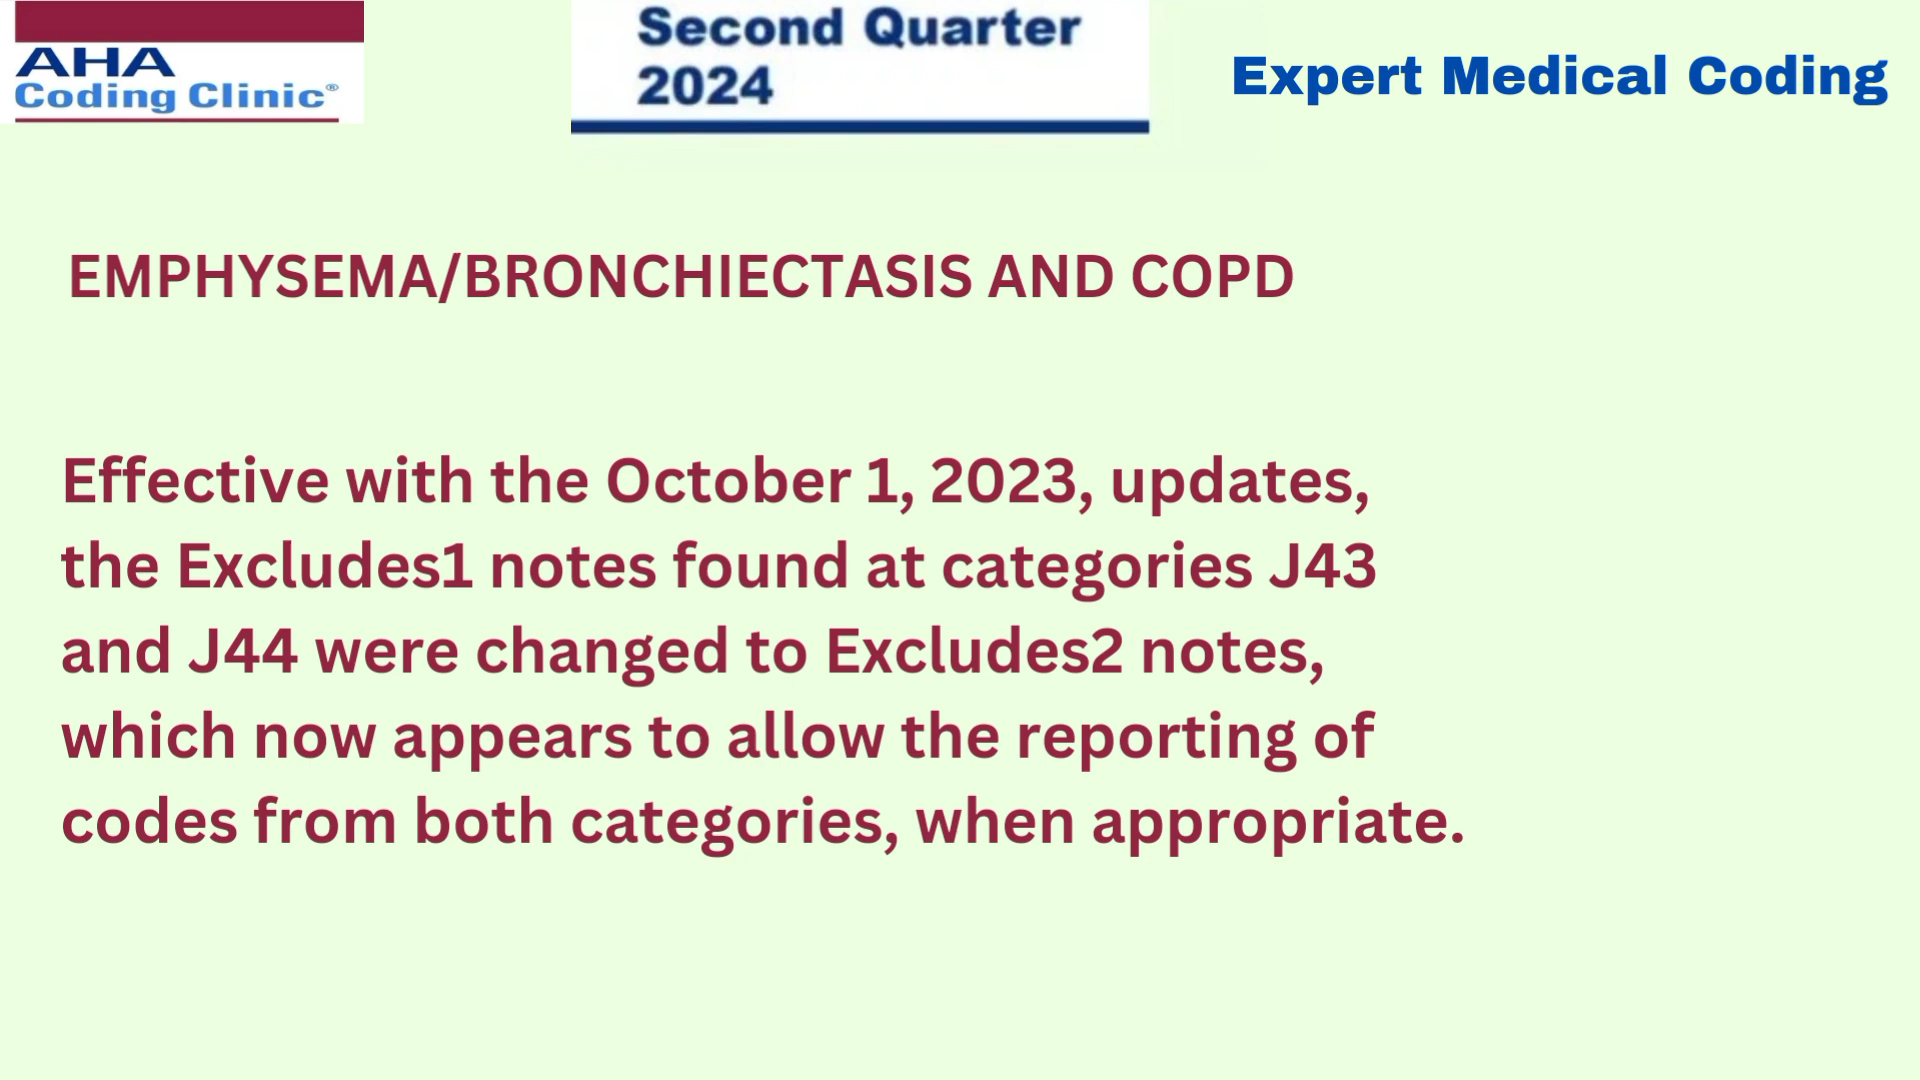 AHA
Coding Clinic®
Second Quarter
2024
Expert Medical Coding
EMPHYSEMA/BRONCHIECTASIS AND COPD
Effective with the October 1, 2023, updates,
the Excludes1 notes found at categories J43
and J44 were changed to Excludes2 notes,
which now appears to allow the reporting of
codes from both categories, when appropriate.